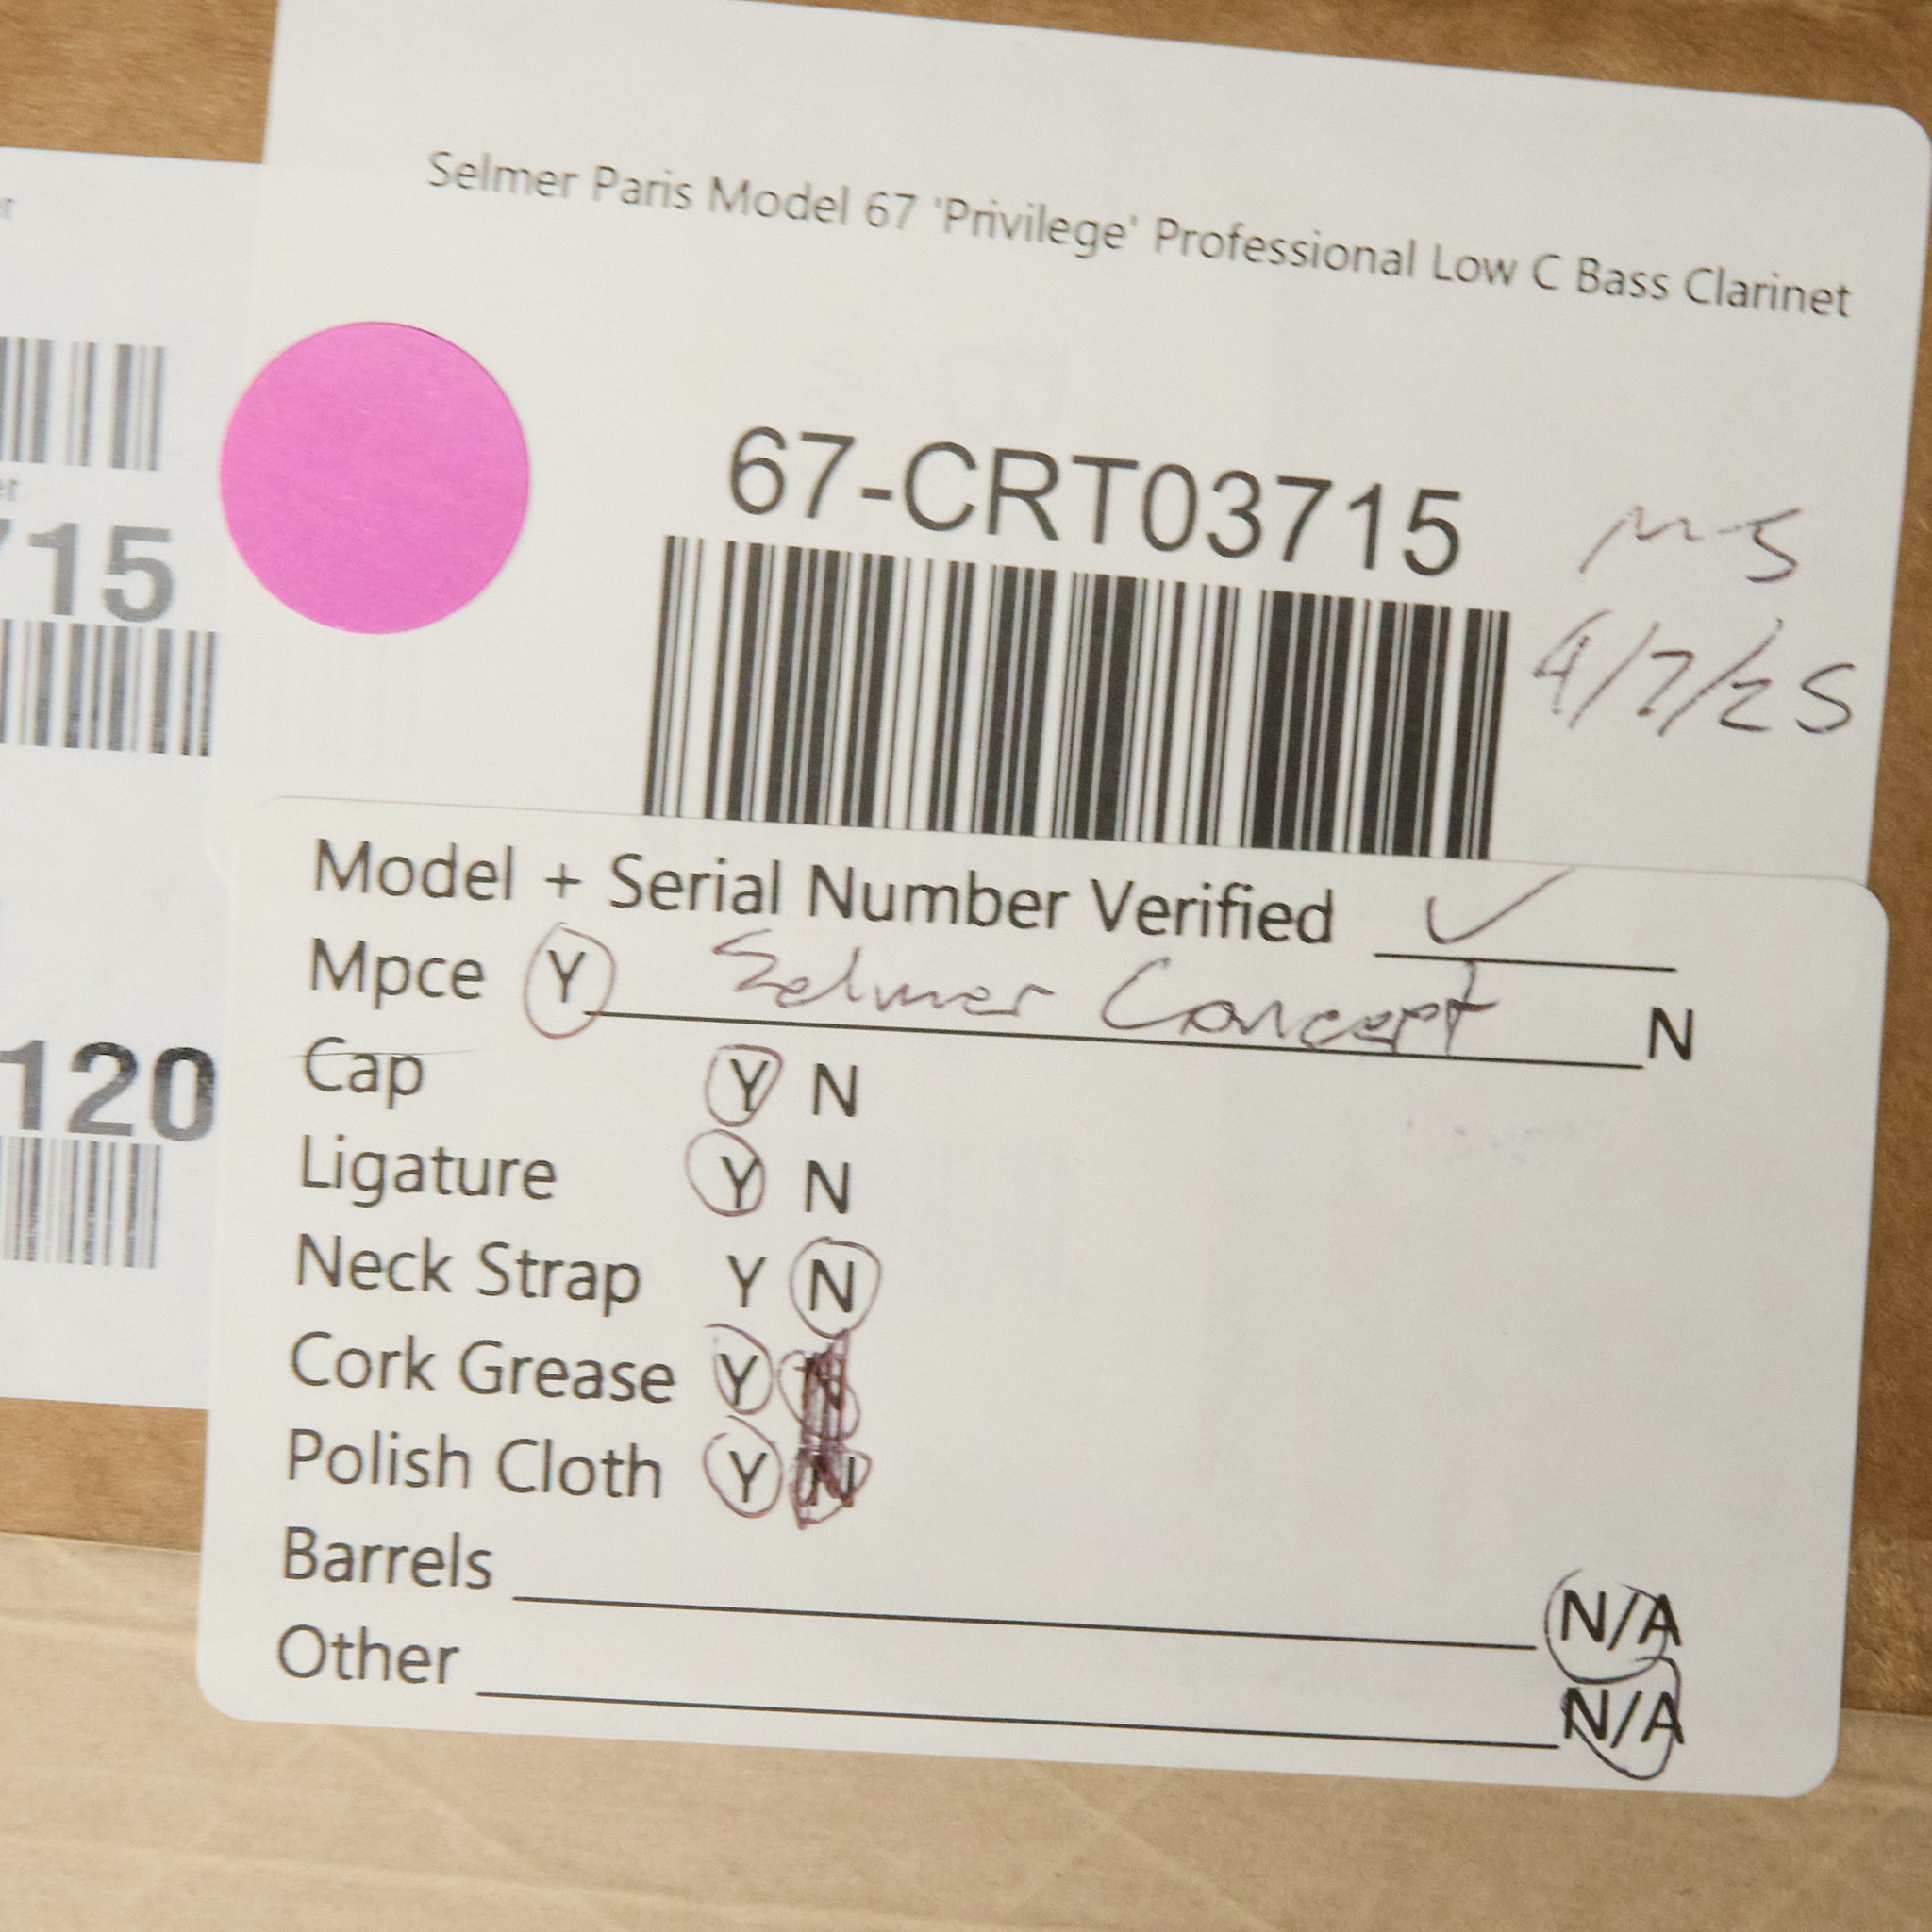 Selmer Paris Model 67 'Privilege' Professional Low C Bass Clarinet
67-CRT03715
MS
4/7/25
715
120
Model + Serial Number Verified ✓
Mpce Y Selmer Concept N
Cap Y N
Ligature Y N
Neck Strap Y N
Cork Grease Y N
Polish Cloth Y N
Barrels N/A
Other N/A